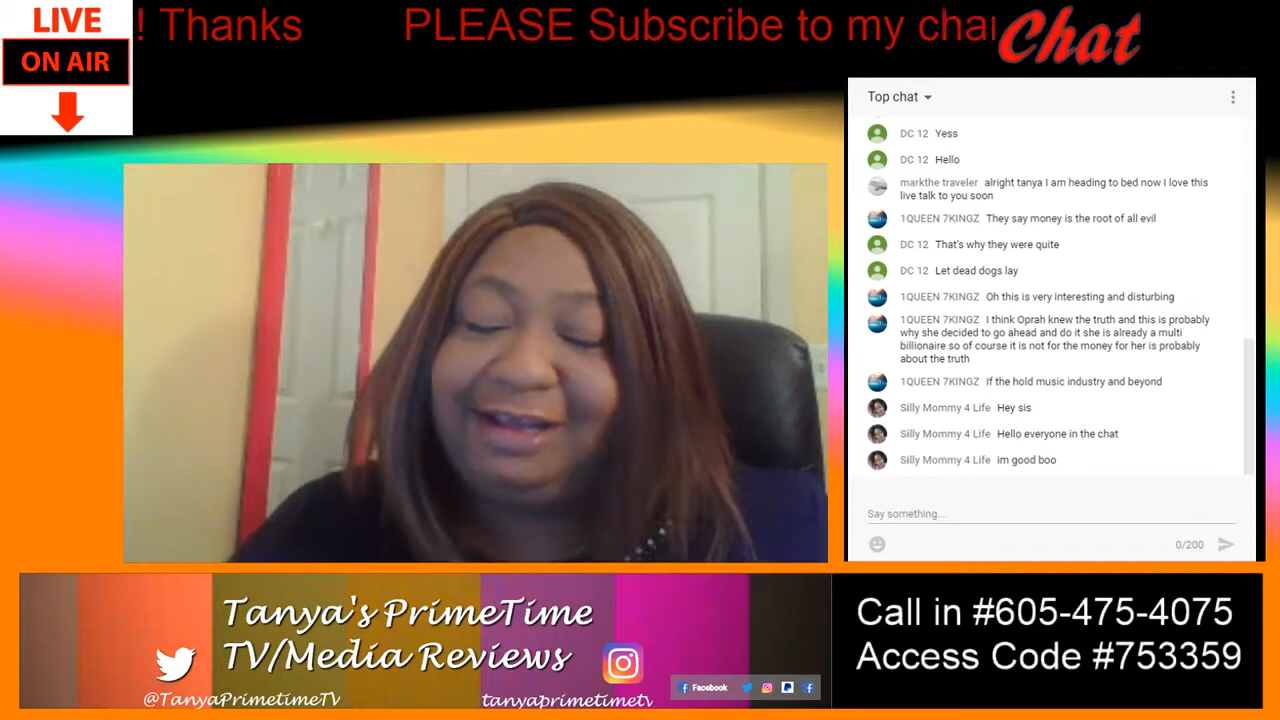 LIVE
ON AIR
! Thanks PLEASE Subscribe to my chan
Chat
Top chat
DC 12 Yess
DC 12 Hello
markthe traveler alright tanya I am heading to bed now I love this
live talk to you soon
1QUEEN 7KINGZ They say money is the root of all evil
DC 12 That's why they were quite
DC 12 Let dead dogs lay
1QUEEN 7KINGZ Oh this is very interesting and disturbing
1QUEEN 7KINGZ I think Oprah knew the truth and this is probably
why she decided to go ahead and do it she is already a multi
billionaire so of course it is not for the money for her is probably
about the truth
1QUEEN 7KINGZ If the hold music industry and beyond
Silly Mommy 4 Life Hey sis
Silly Mommy 4 Life Hello everyone in the chat
Silly Mommy 4 Life im good boo
Say something...
0/200
Tanya's PrimeTime
TV/Media Reviews
@TanyaPrimetimeTV
tanyaprimetimetv
Facebook
Call in #605-475-4075
Access Code #753359